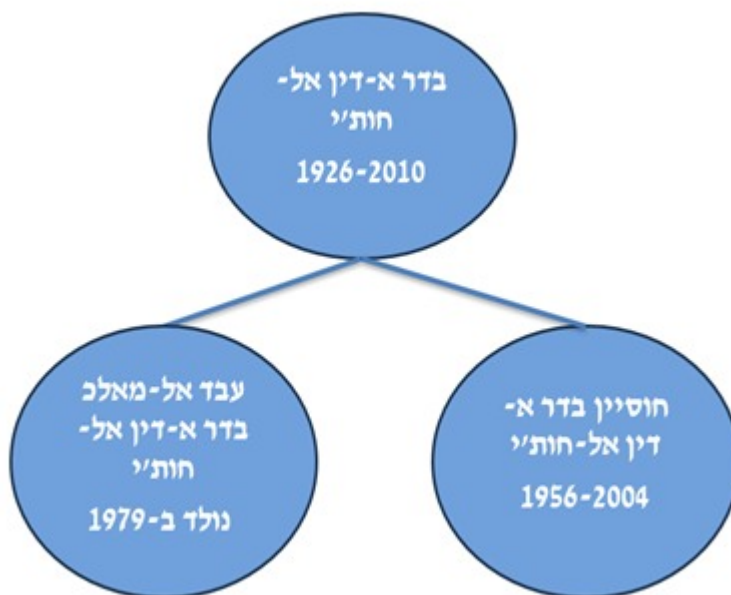 בדר א-דין אל-
חות'י
1926-2010
חוסיין בדר א-
דין אל-חות'י
1956-2004
עבד אל-מאלכ
בדר א-דין אל-
חות'י
נולד ב-1979